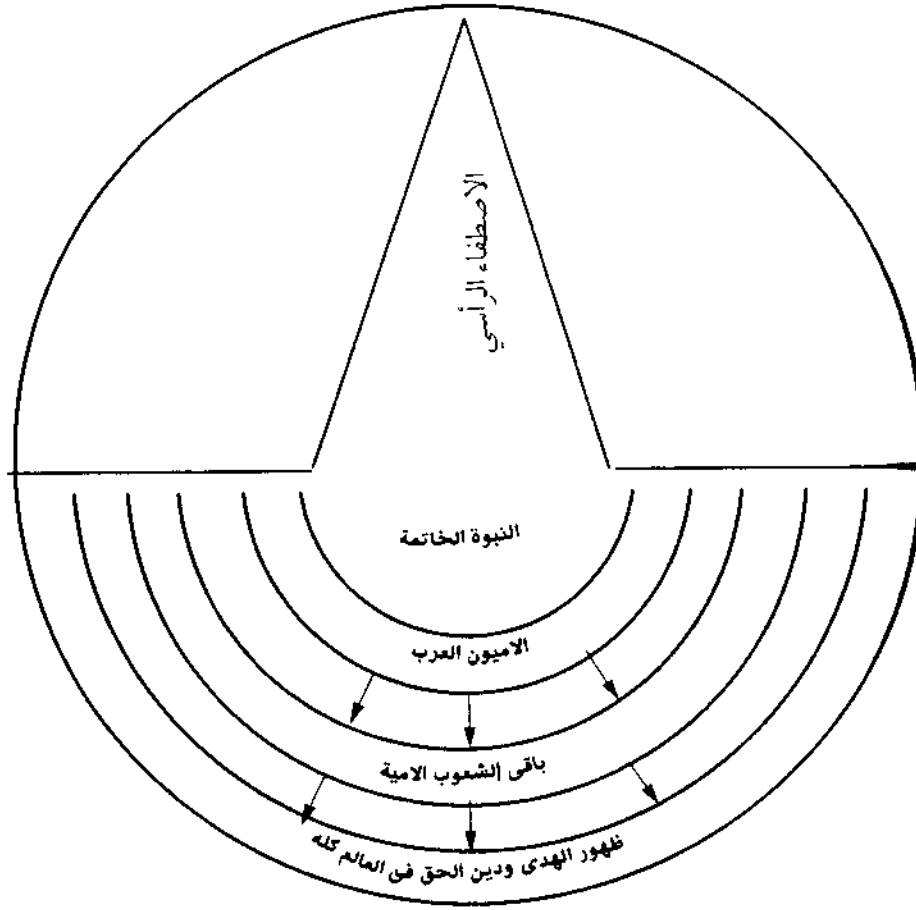 الاصطفاء الرأسي
النبوة الخاتمة
الاميون العرب
باقى الشعوب الامية
ظهور الهدى ودين الحق فى العالم كله